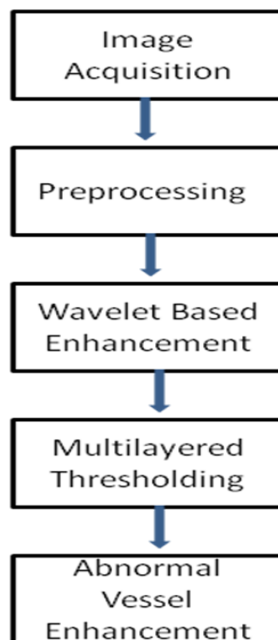 Image
Acquisition
Preprocessing
Wavelet Based
Enhancement
Multilayered
Thresholding
Abnormal
Vessel
Enhancement